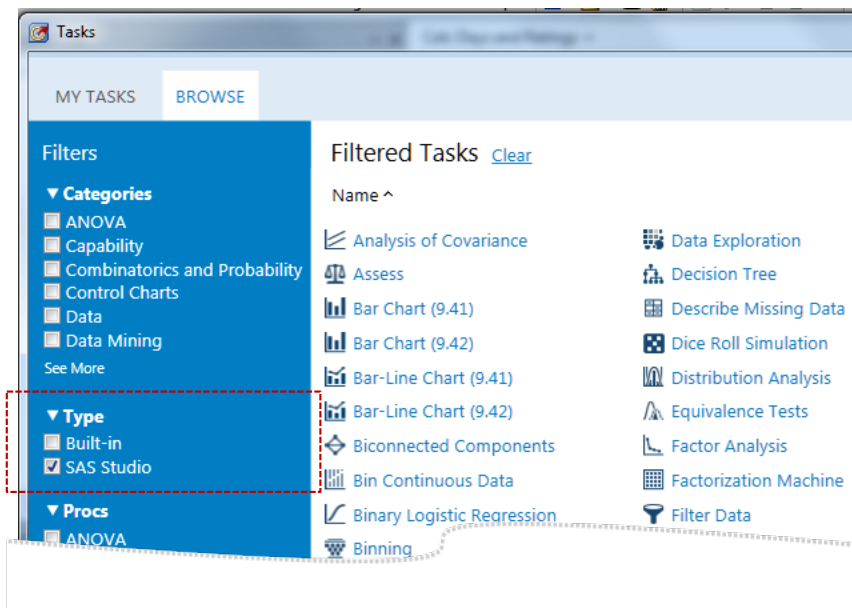 Tasks
MY TASKS BROWSE
Filters
Categories
ANOVA
Capability
Combinatorics and Probability
Control Charts
Data
Data Mining
See More
Type
Built-in
SAS Studio
Procs
ANOVA
Filtered Tasks Clear
Name
Analysis of Covariance
Assess
Bar Chart (9.41)
Bar Chart (9.42)
Bar-Line Chart (9.41)
Bar-Line Chart (9.42)
Biconnected Components
Bin Continuous Data
Binary Logistic Regression
Binning
Data Exploration
Decision Tree
Describe Missing Data
Dice Roll Simulation
Distribution Analysis
Equivalence Tests
Factor Analysis
Factorization Machine
Filter Data